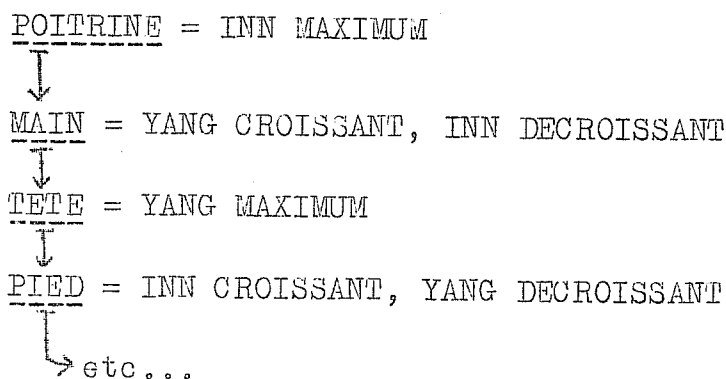 POITRINE = INN MAXIMUM
MAIN = YANG CROISSANT, INN DECROISSANT
TETE = YANG MAXIMUM
PIED = INN CROISSANT, YANG DECROISSANT
etc...